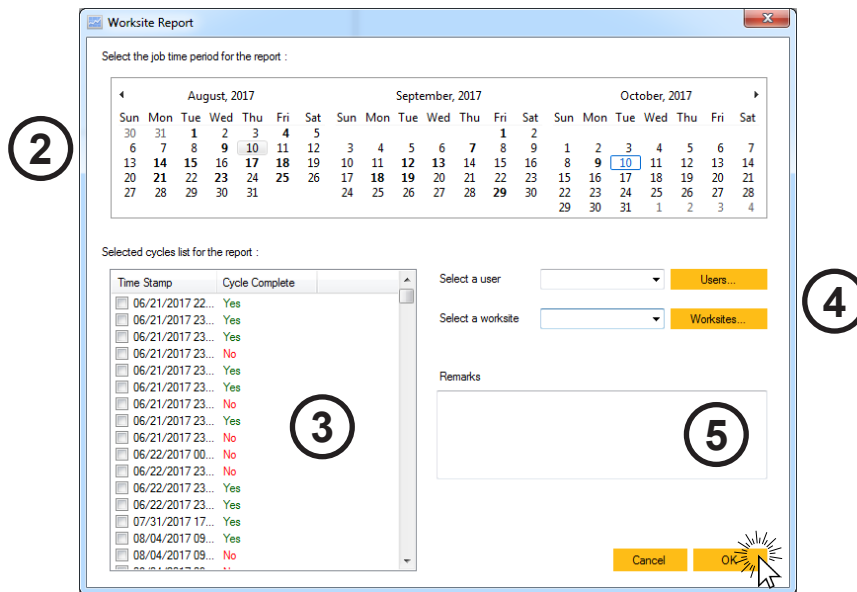 Worksite Report
x
Select the job time period for the report :
August, 2017 September, 2017 October, 2017
Sun Mon Tue Wed Thu Fri Sat Sun Mon Tue Wed Thu Fri Sat Sun Mon Tue Wed Thu Fri Sat
30 31 1 2 3 4 5 1 2
6 7 8 9 10 11 12 3 4 5 6 7 8 9 1 2 3 4 5 6 7
13 14 15 16 17 18 19 10 11 12 13 14 15 16 8 9 10 11 12 13 14
20 21 22 23 24 25 26 17 18 19 20 21 22 23 15 16 17 18 19 20 21
27 28 29 30 31 24 25 26 27 28 29 30 22 23 24 25 26 27 28
29 30 31 1 2 3 4
2
Selected cycles list for the report :
Time Stamp Cycle Complete
06/21/2017 22... Yes
06/21/2017 23... Yes
06/21/2017 23... Yes
06/21/2017 23... No
06/21/2017 23... Yes
06/21/2017 23... Yes
06/21/2017 23... No
06/21/2017 23... Yes
06/21/2017 23... No
06/22/2017 00... No
06/22/2017 23... No
06/22/2017 23... Yes
06/22/2017 23... Yes
07/31/2017 17... Yes
08/04/2017 09... Yes
08/04/2017 09... No
3
Select a user Users...
Select a worksite Worksites...
4
Remarks
5
Cancel OK